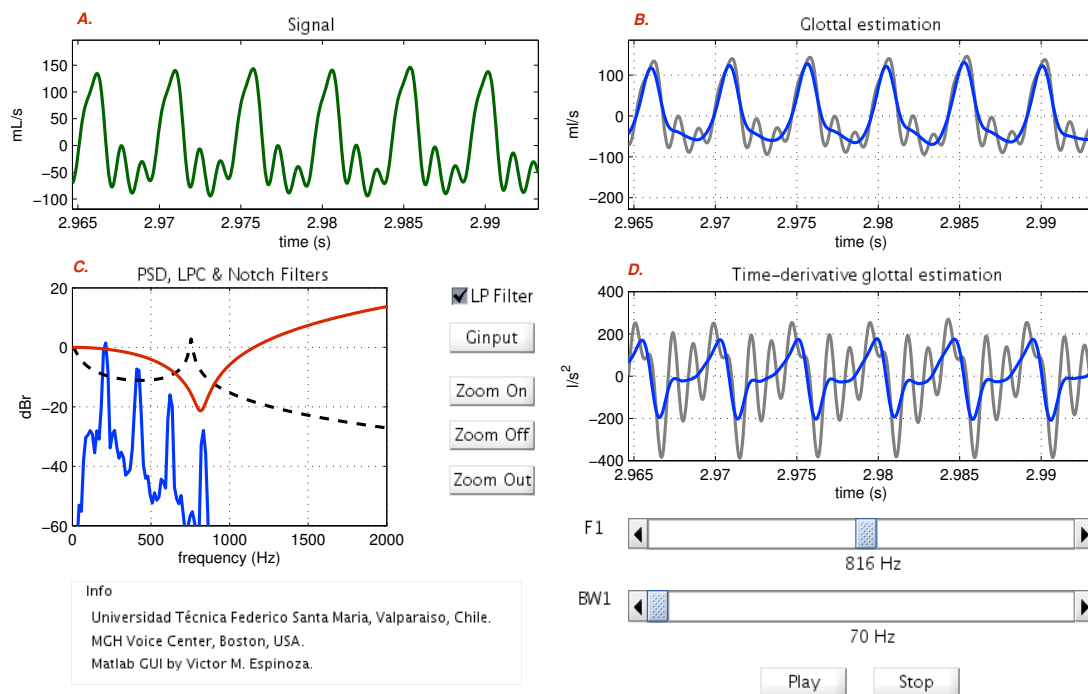 A.
Signal
mL/s
150
100
50
0
−50
−100
2.965 2.97 2.975 2.98 2.985 2.99
time (s)
B.
Glottal estimation
ml/s
100
0
−100
−200
2.965 2.97 2.975 2.98 2.985 2.99
time (s)
C.
PSD, LPC & Notch Filters
dBr
20
0
−20
−40
−60
0 500 1000 1500 2000
frequency (Hz)
LP Filter
Ginput
Zoom On
Zoom Off
Zoom Out
D.
Time-derivative glottal estimation
l/s²
400
200
0
−200
−400
2.965 2.97 2.975 2.98 2.985 2.99
time (s)
F1
816 Hz
BW1
70 Hz
Play Stop
Info
Universidad Técnica Federico Santa Maria, Valparaiso, Chile.
MGH Voice Center, Boston, USA.
Matlab GUI by Victor M. Espinoza.